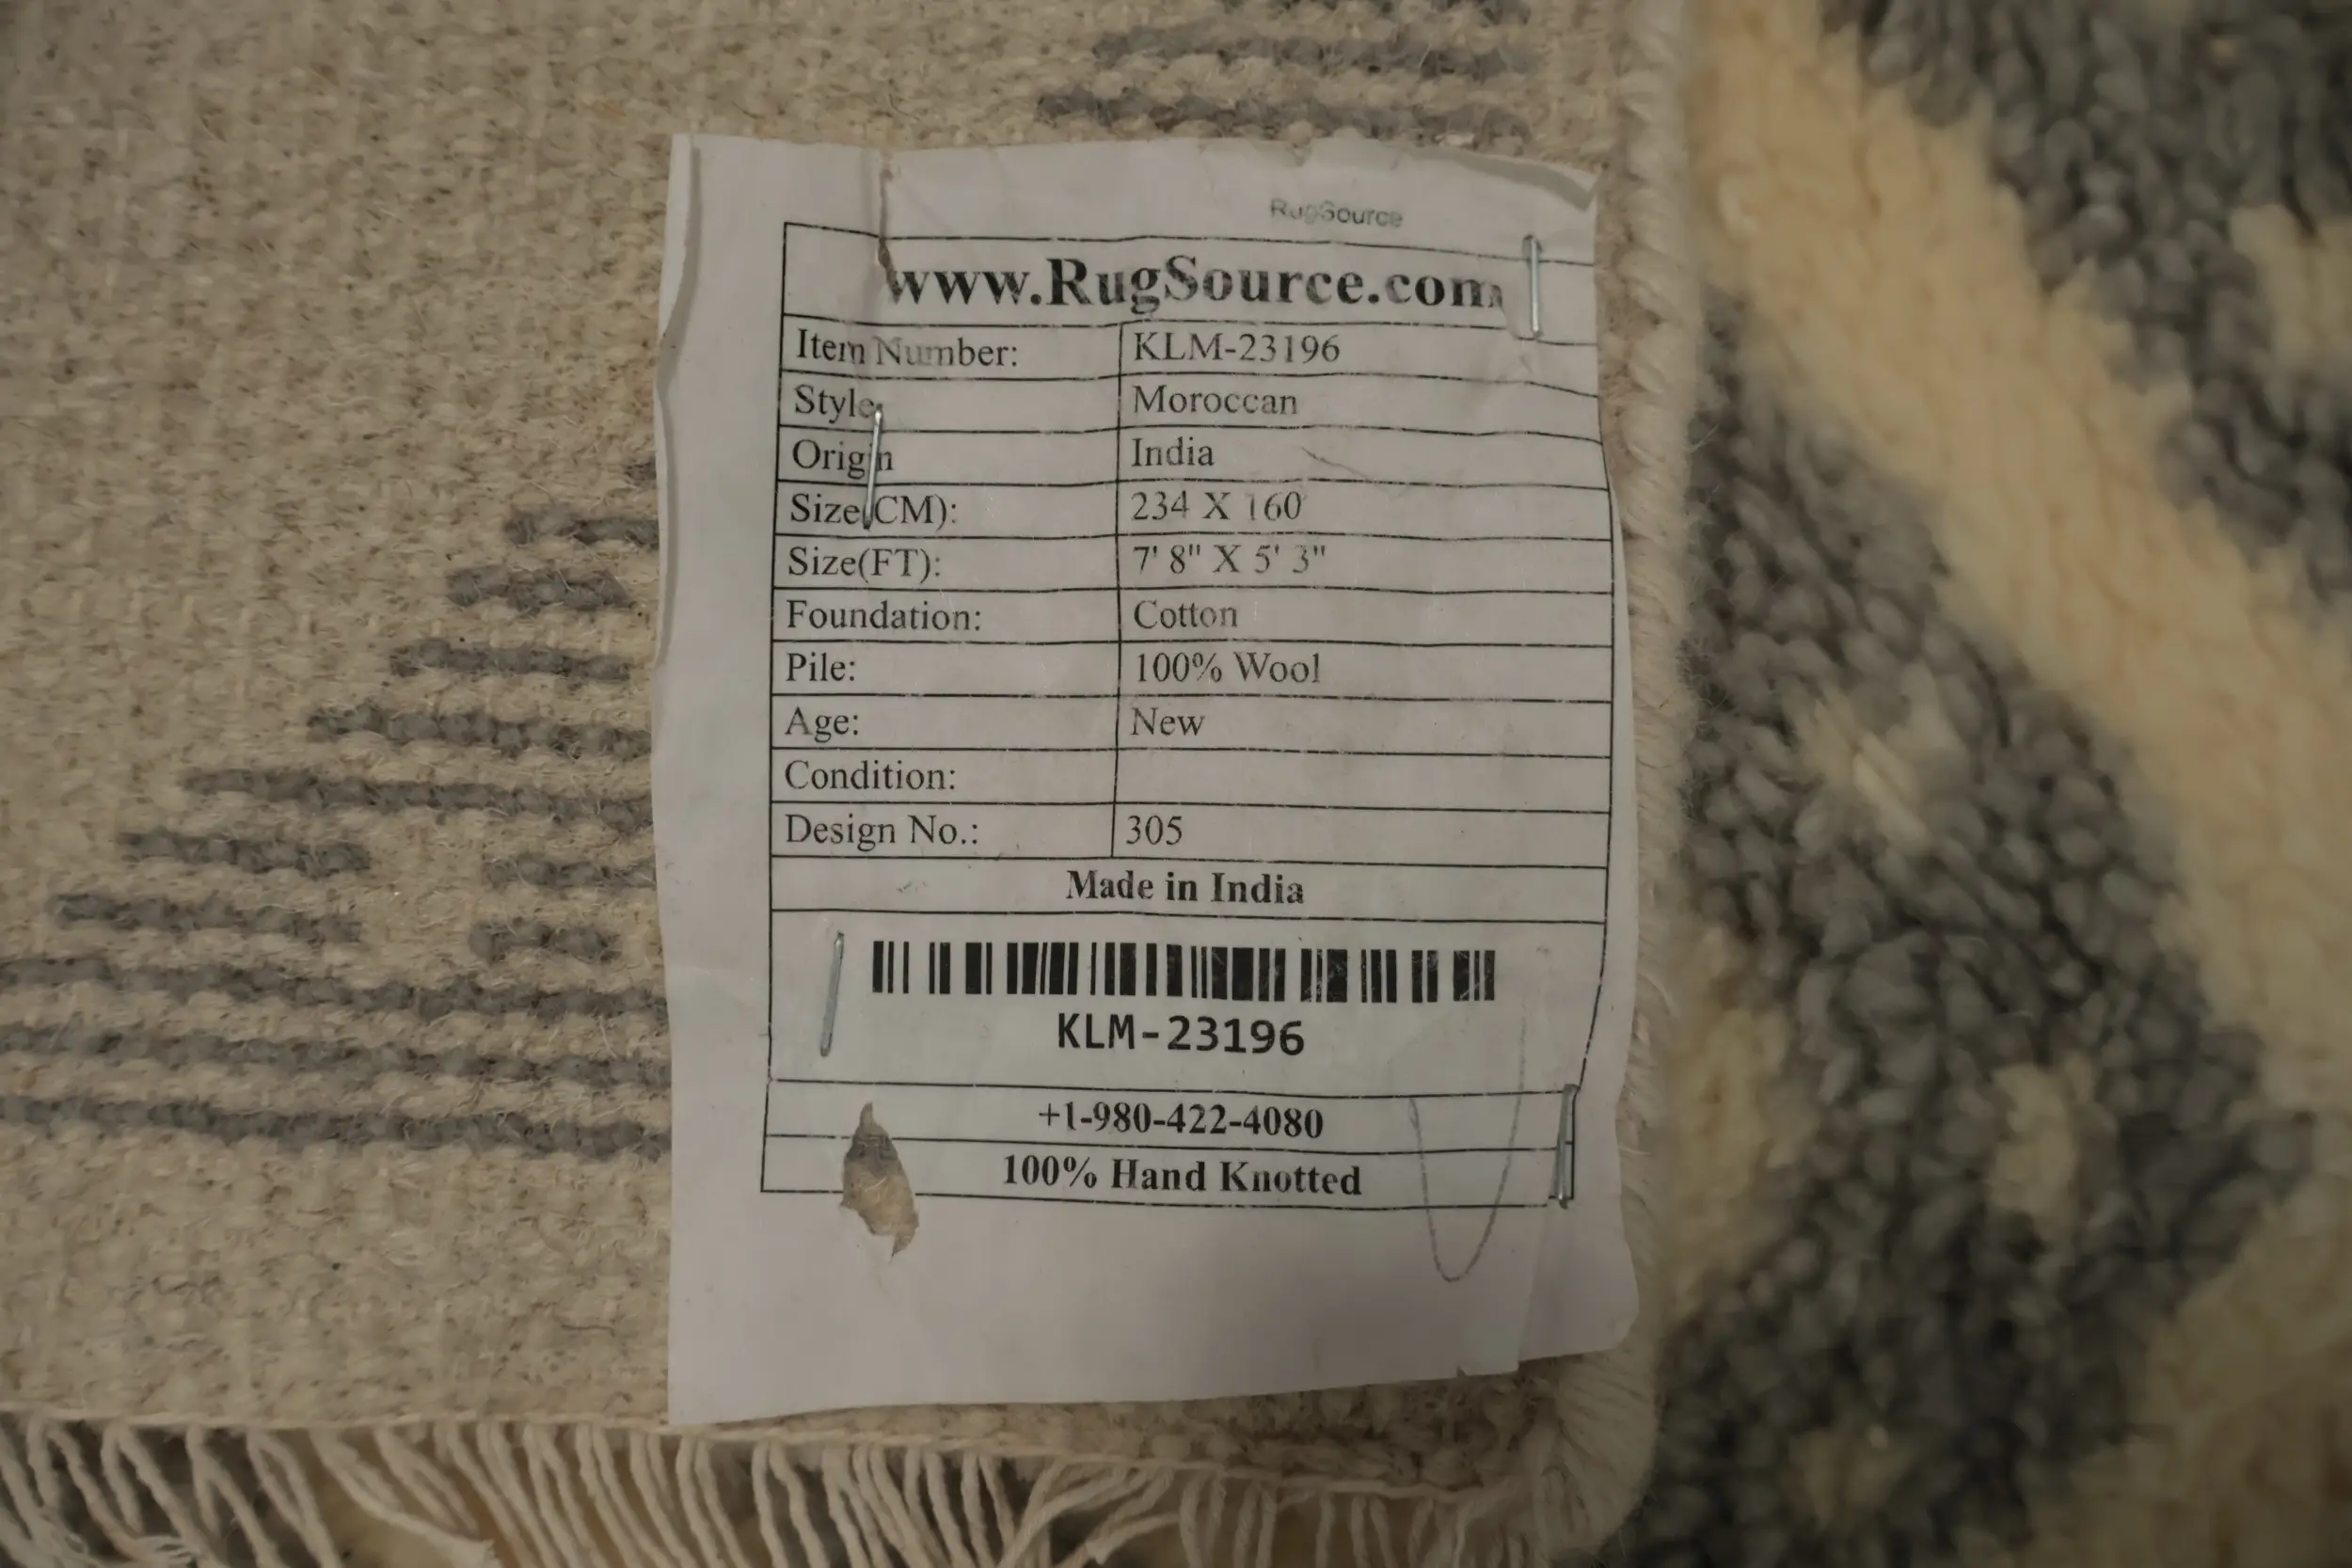 RugSource
www.RugSource.com
Item Number: KLM-23196
Style: Moroccan
Origin India
Size(CM): 234 X 160
Size(FT): 7' 8" X 5' 3"
Foundation: Cotton
Pile: 100% Wool
Age: New
Condition:
Design No.: 305
Made in India
KLM-23196
+1-980-422-4080
100% Hand Knotted